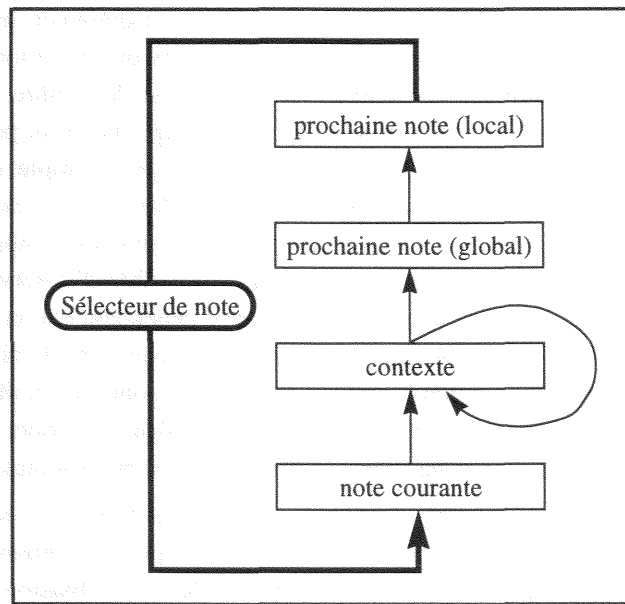 prochaine note (local)
prochaine note (global)
Sélecteur de note
contexte
note courante